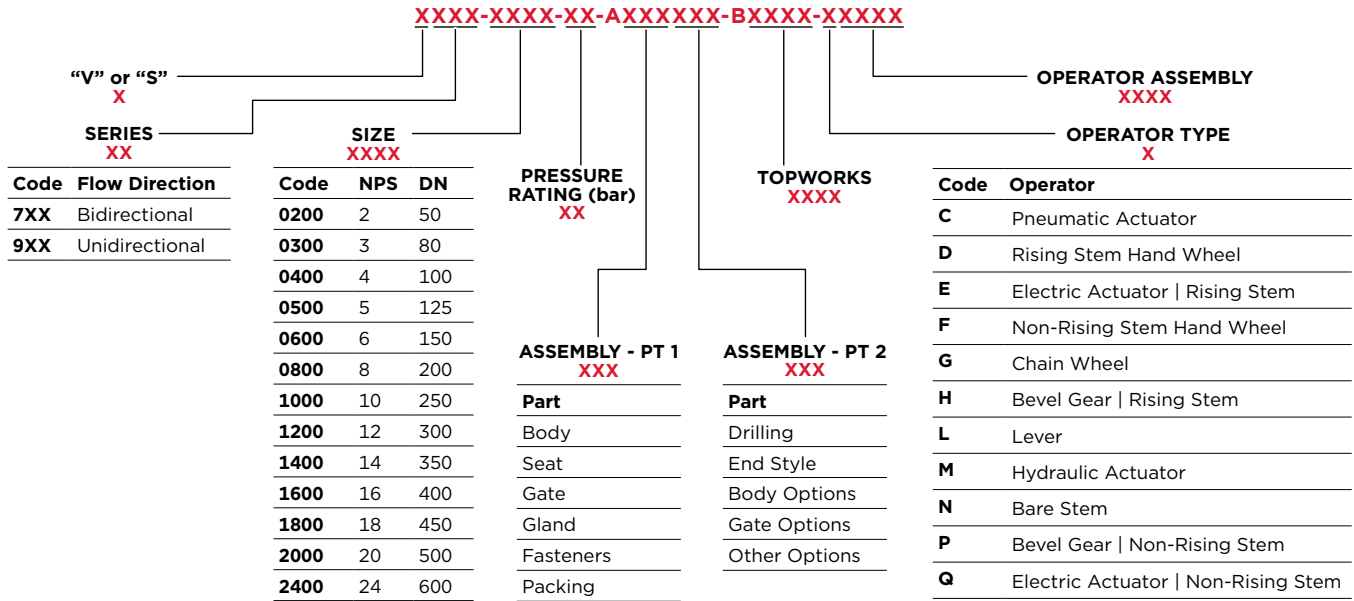 XXXX-XXXX-XX-AXXXXXX-BXXXX-XXXXX
“V” or “S”
X
OPERATOR ASSEMBLY
XXXX
SERIES
XX
Code Flow Direction
7XX Bidirectional
9XX Unidirectional
SIZE
XXXX
Code NPS DN
0200 2 50
0300 3 80
0400 4 100
0500 5 125
0600 6 150
0800 8 200
1000 10 250
1200 12 300
1400 14 350
1600 16 400
1800 18 450
2000 20 500
2400 24 600
PRESSURE
RATING (bar)
XX
ASSEMBLY - PT 1
XXX
Part
Body
Seat
Gate
Gland
Fasteners
Packing
ASSEMBLY - PT 2
XXX
Part
Drilling
End Style
Body Options
Gate Options
Other Options
TOPWORKS
XXXX
OPERATOR TYPE
X
Code Operator
C Pneumatic Actuator
D Rising Stem Hand Wheel
E Electric Actuator | Rising Stem
F Non-Rising Stem Hand Wheel
G Chain Wheel
H Bevel Gear | Rising Stem
L Lever
M Hydraulic Actuator
N Bare Stem
P Bevel Gear | Non-Rising Stem
Q Electric Actuator | Non-Rising Stem